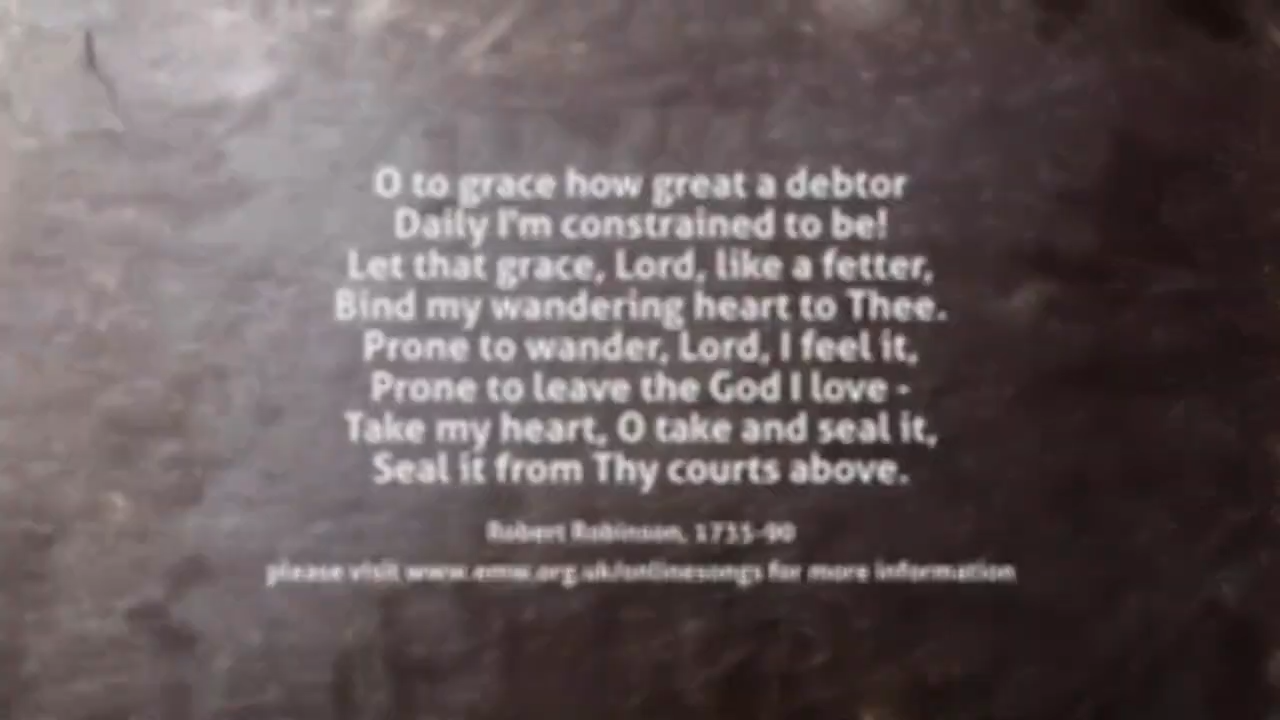 O to grace how great a debtor
Daily I'm constrained to be!
Let that grace, Lord, like a fetter,
Bind my wandering heart to Thee.
Prone to wander, Lord, I feel it,
Prone to leave the God I love -
Take my heart, O take and seal it,
Seal it from Thy courts above.
Robert Robinson, 1735-90
please visit www.emw.org.uk/onlinesongs for more information